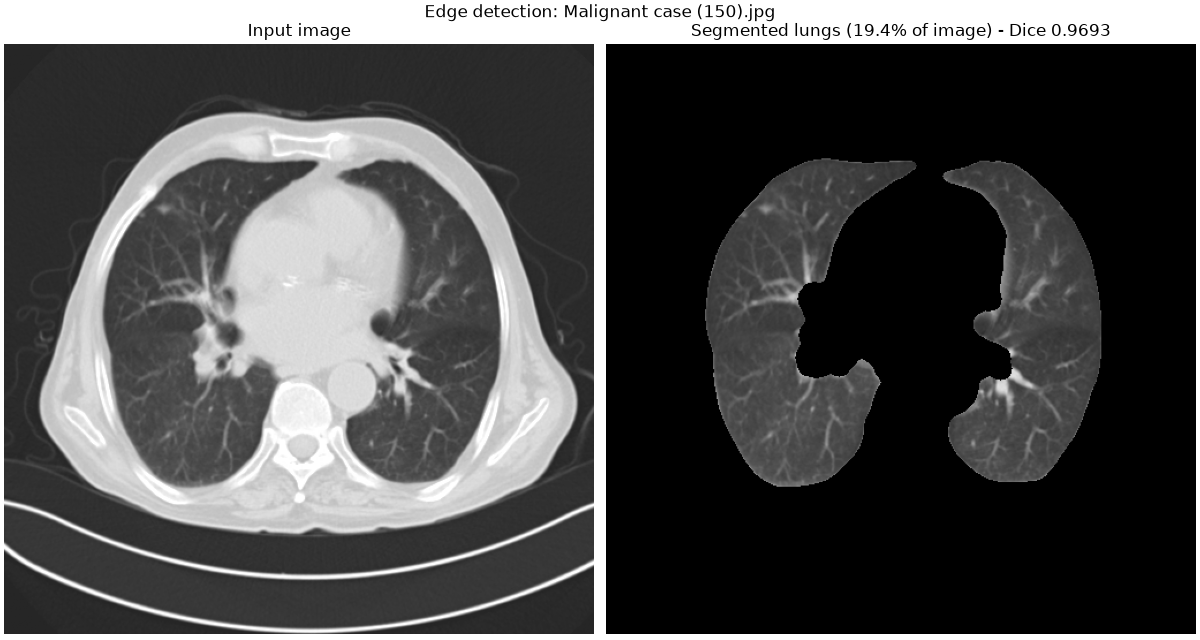 Edge detection: Malignant case (150).jpg
Input image
Segmented lungs (19.4% of image) - Dice 0.9693